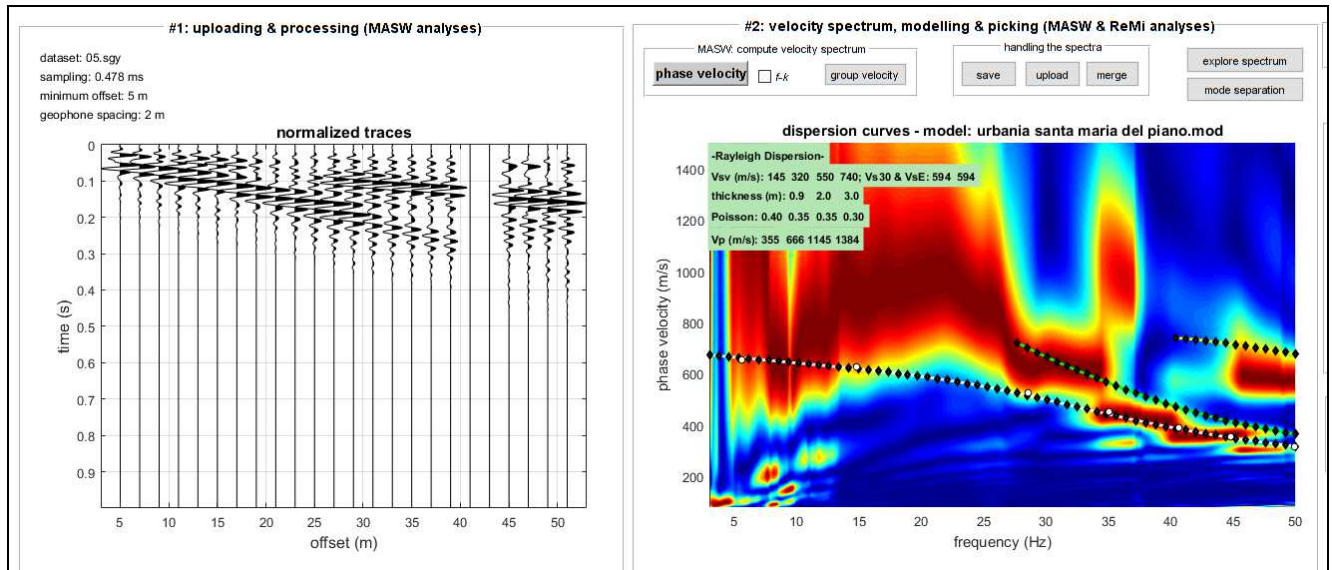 #1: uploading & processing (MASW analyses)
dataset: 05.sgy
sampling: 0.478 ms
minimum offset: 5 m
geophone spacing: 2 m
normalized traces
0
0.1
0.2
0.3
0.4
0.5
0.6
0.7
0.8
0.9
time (s)
5 10 15 21 25 30 35 40 45 50
offset (m)
#2: velocity spectrum, modelling & picking (MASW & ReMi analyses)
MASW: compute velocity spectrum
phase velocity
f-k
group velocity
handling the spectra
save upload merge
explore spectrum
mode separation
dispersion curves - model: urbania santa maria del piano.mod
-Rayleigh Dispersion-
Vsv (m/s): 145 320 550 740; Vs30 & VsE: 594 594
thickness (m): 0.9 2.0 3.0
Poisson: 0.40 0.35 0.35 0.30
Vp (m/s): 355 666 1145 1384
1400
1200
1000
800
600
400
200
phase velocity (m/s)
5 10 15 20 25 30 35 40 45 50
frequency (Hz)